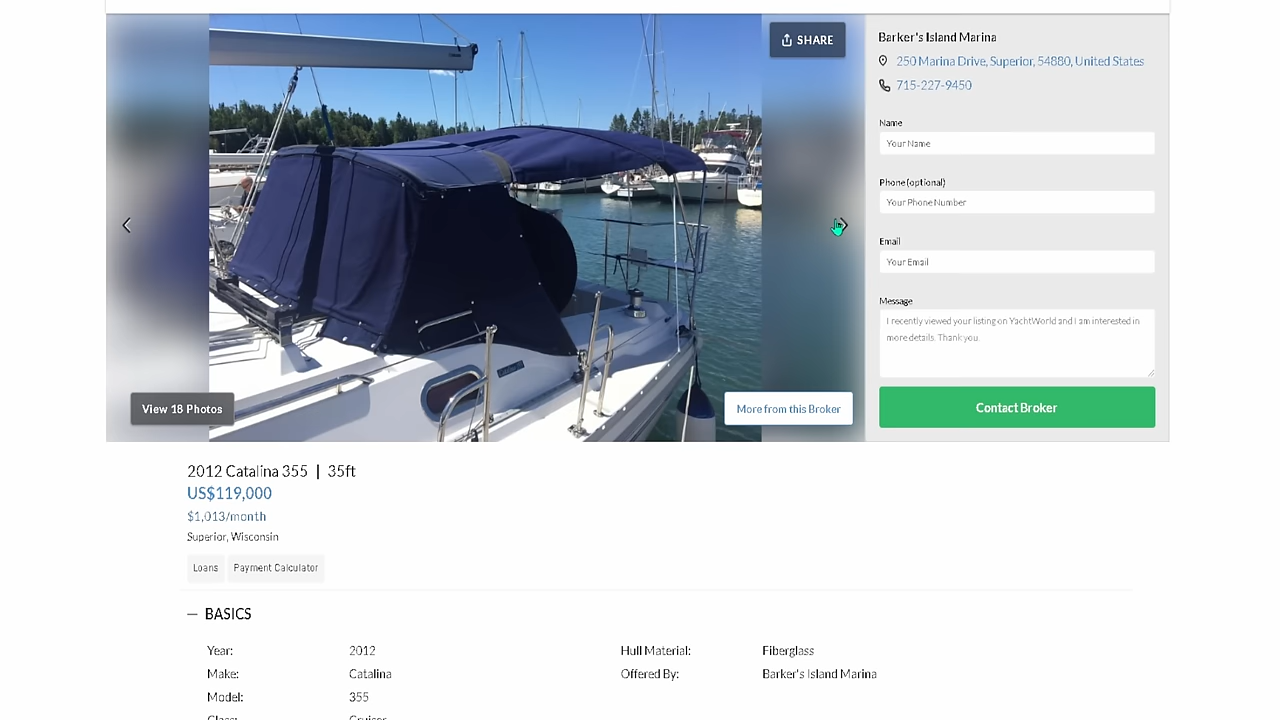 SHARE
View 18 Photos
More from this Broker
Barker's Island Marina
250 Marina Drive, Superior, 54880, United States
715-227-9450
Name
Your Name
Phone (optional)
Your Phone Number
Email
Your Email
Message
I recently viewed your listing on YachtWorld and I am interested in
more details. Thank you.
Contact Broker
2012 Catalina 355 | 35ft
US$119,000
$1,013/month
Superior, Wisconsin
Loans
Payment Calculator
— BASICS
Year: 2012
Hull Material: Fiberglass
Make: Catalina
Offered By: Barker's Island Marina
Model: 355
Class: Cruiser